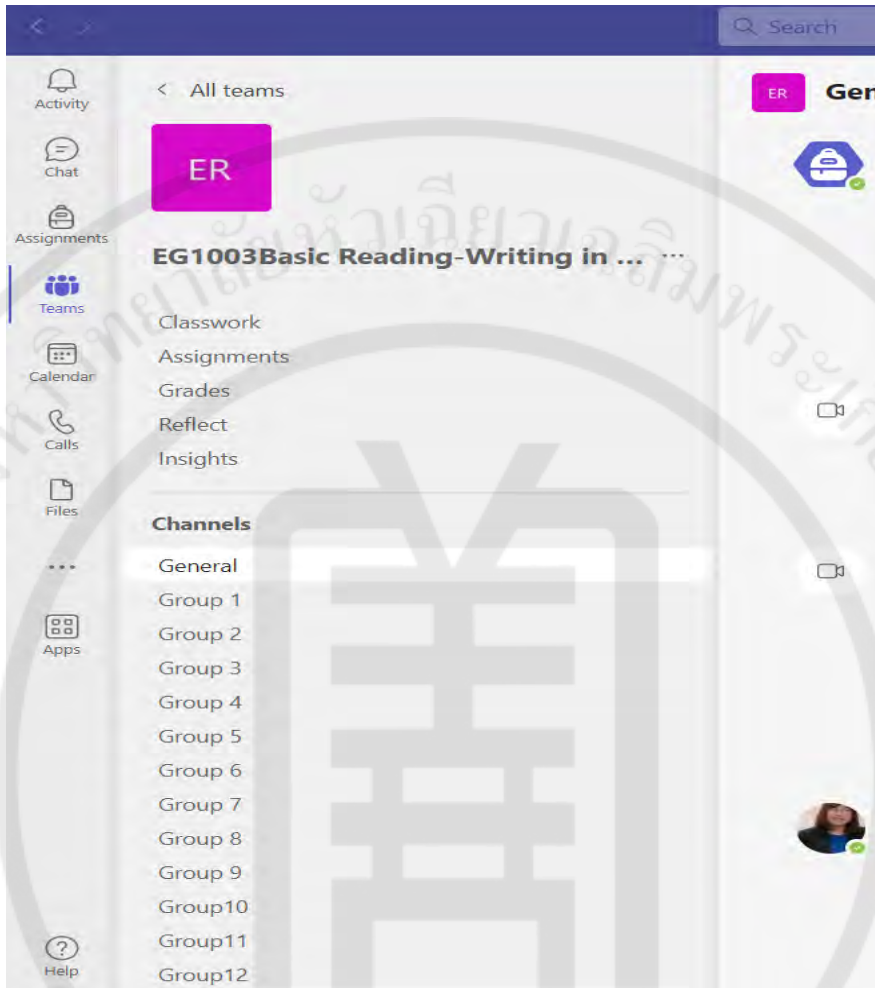 Search
Activity
Chat
Assignments
Teams
Calendar
Calls
Files
...
Apps
Help
< All teams
ER
EG1003Basic Reading-Writing in ... ...
Classwork
Assignments
Grades
Reflect
Insights
Channels
General
Group 1
Group 2
Group 3
Group 4
Group 5
Group 6
Group 7
Group 8
Group 9
Group10
Group11
Group12
ER Gen